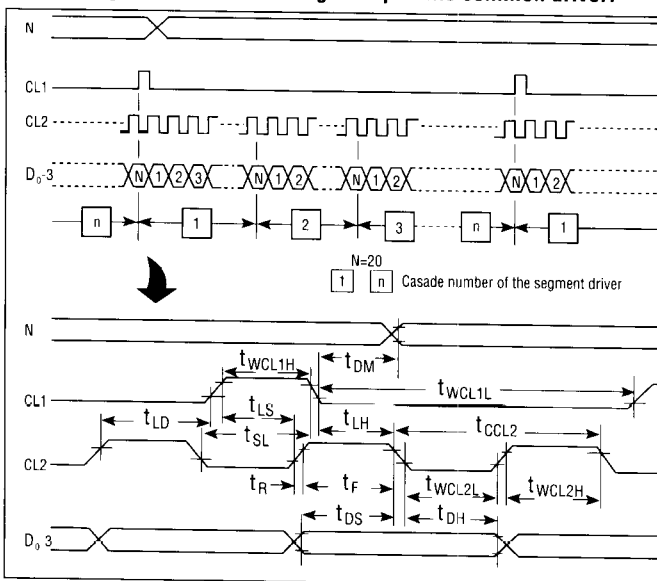 N
CL1
CL2
D0-3 N 1 2 3 N 1 2 N 1 2 N 1 2
n 1 2 3 n 1
N=20
1 n Casade number of the segment driver
N
tWCL1H tDM tWCL1L
CL1
tLD tLS tLH tCCL2
tSL
CL2
tR tF tWCL2L tWCL2H
tDS tDH
D0 3